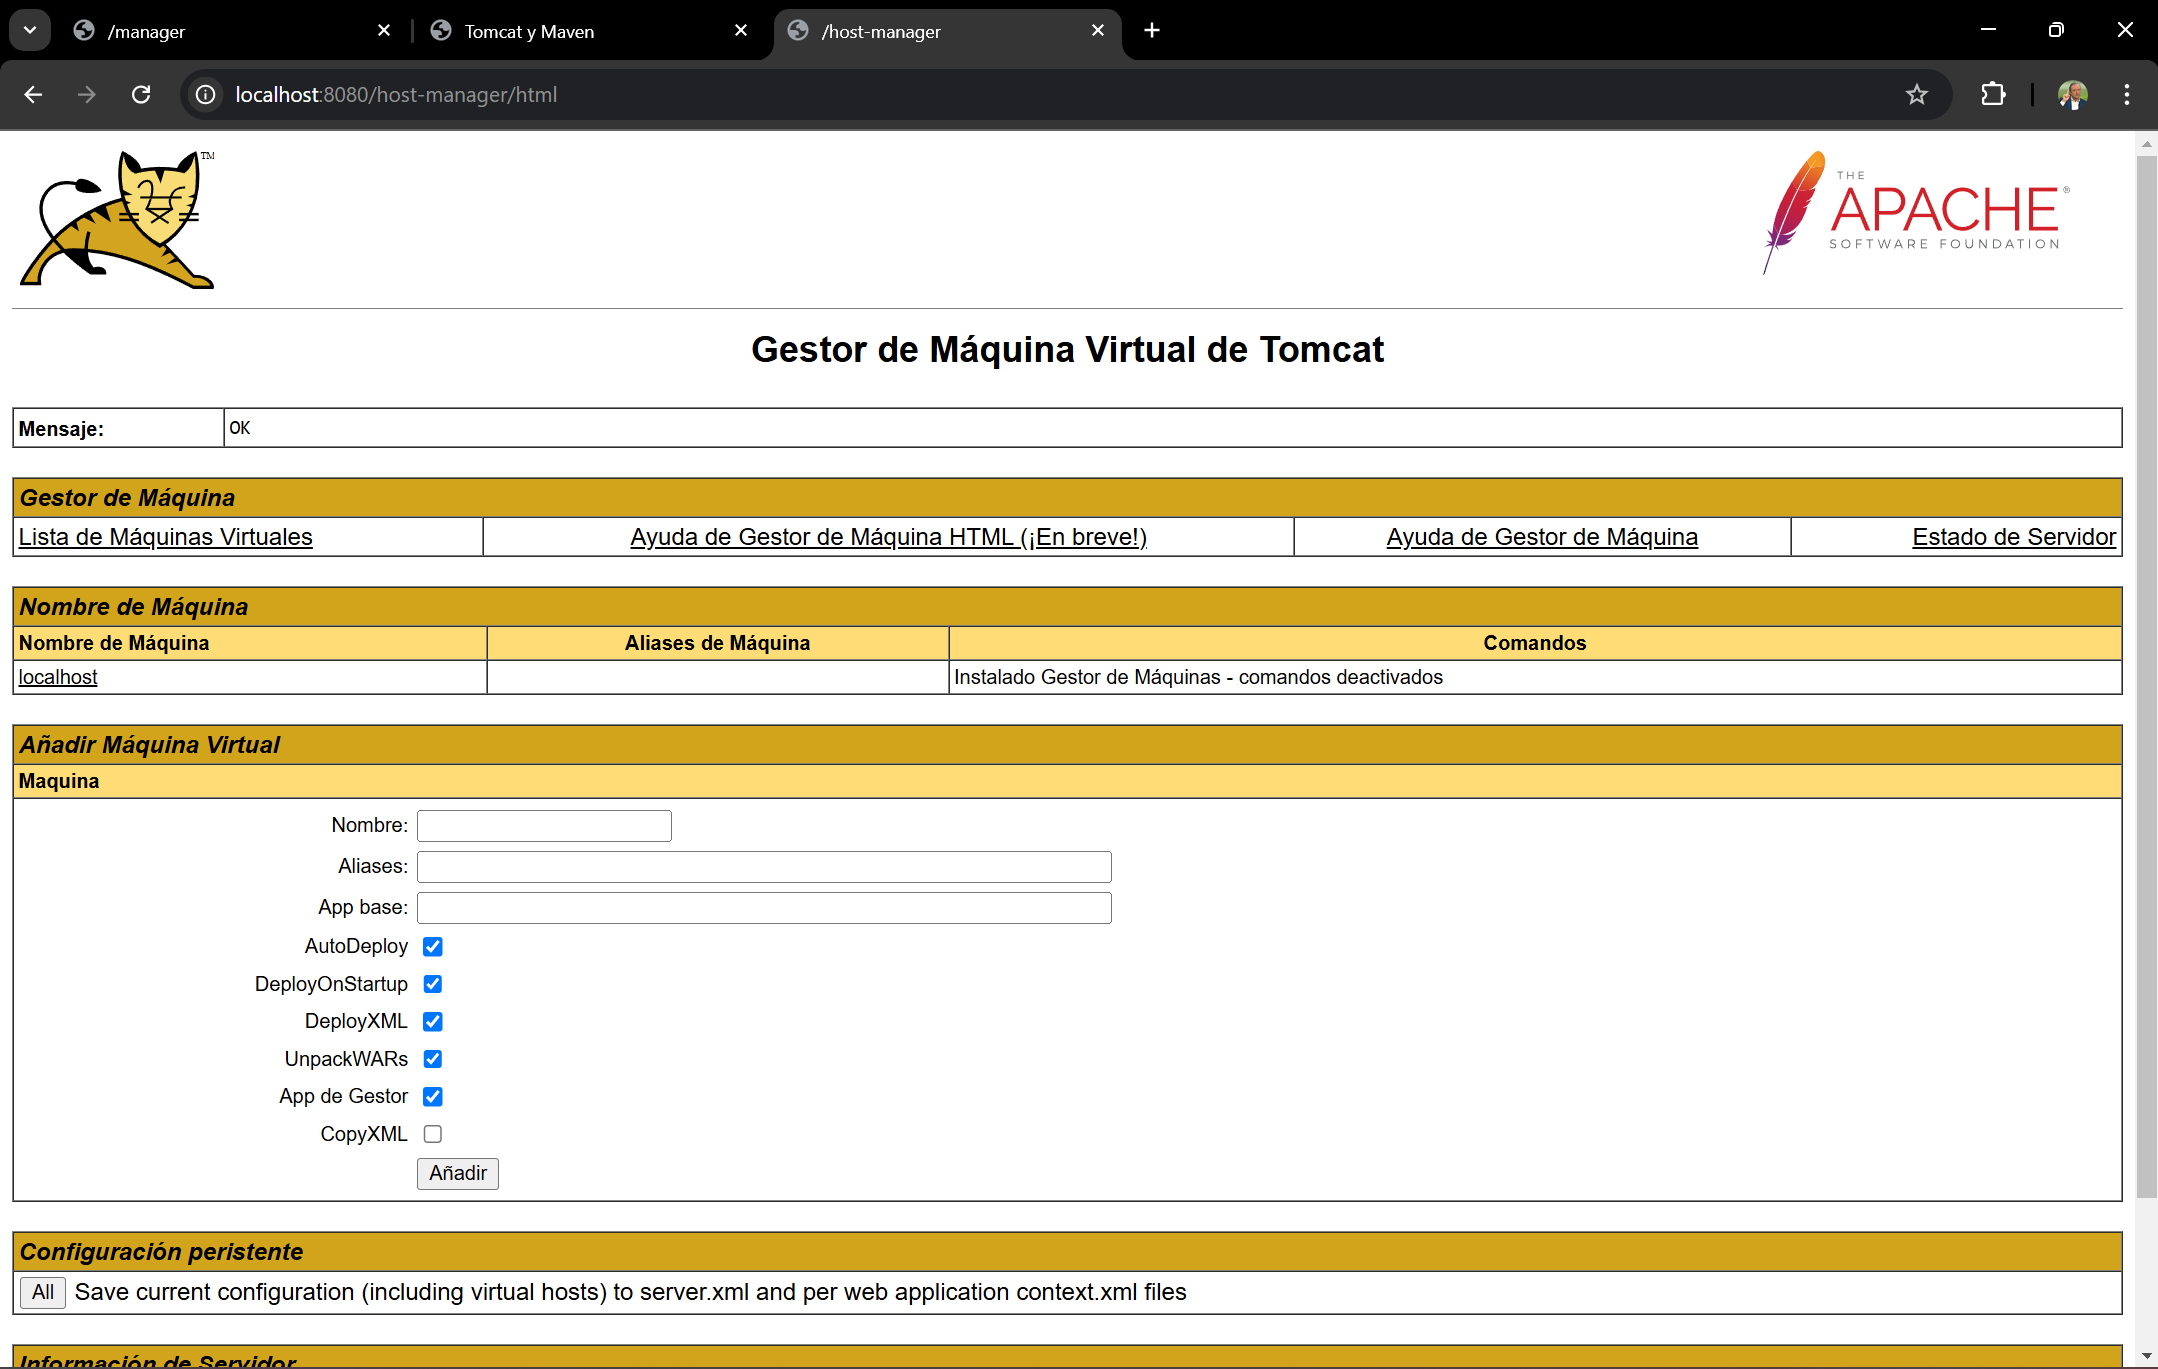 /manager
Tomcat y Maven
/host-manager
localhost:8080/host-manager/html
TM
THE
APACHE®
SOFTWARE FOUNDATION
Gestor de Máquina Virtual de Tomcat
Mensaje: OK
Gestor de Máquina
Lista de Máquinas Virtuales Ayuda de Gestor de Máquina HTML (¡En breve!) Ayuda de Gestor de Máquina Estado de Servidor
Nombre de Máquina
Nombre de Máquina Aliases de Máquina Comandos
localhost Instalado Gestor de Máquinas - comandos deactivados
Añadir Máquina Virtual
Maquina
Nombre:
Aliases:
App base:
AutoDeploy
DeployOnStartup
DeployXML
UnpackWARs
App de Gestor
CopyXML
Añadir
Configuración peristente
All Save current configuration (including virtual hosts) to server.xml and per web application context.xml files
Información de Servidor